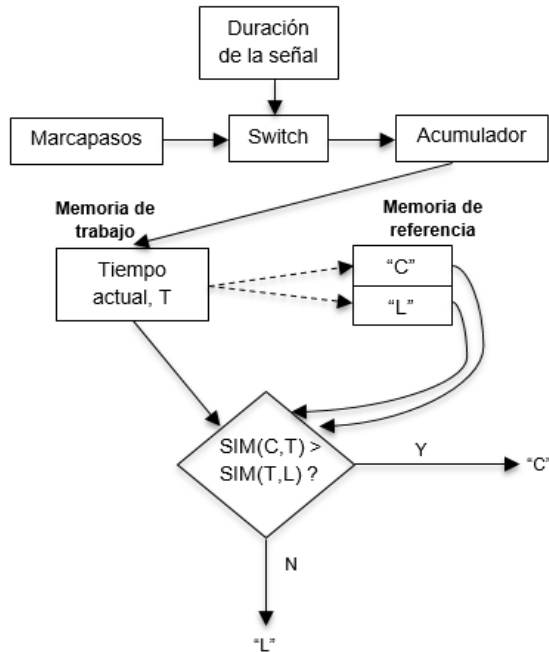 Duración
de la señal
Marcapasos
Switch
Acumulador
Memoria de
trabajo
Memoria de
referencia
Tiempo
actual, T
“C”
“L”
SIM(C,T) >
SIM(T,L) ?
Y
“C”
N
“L”